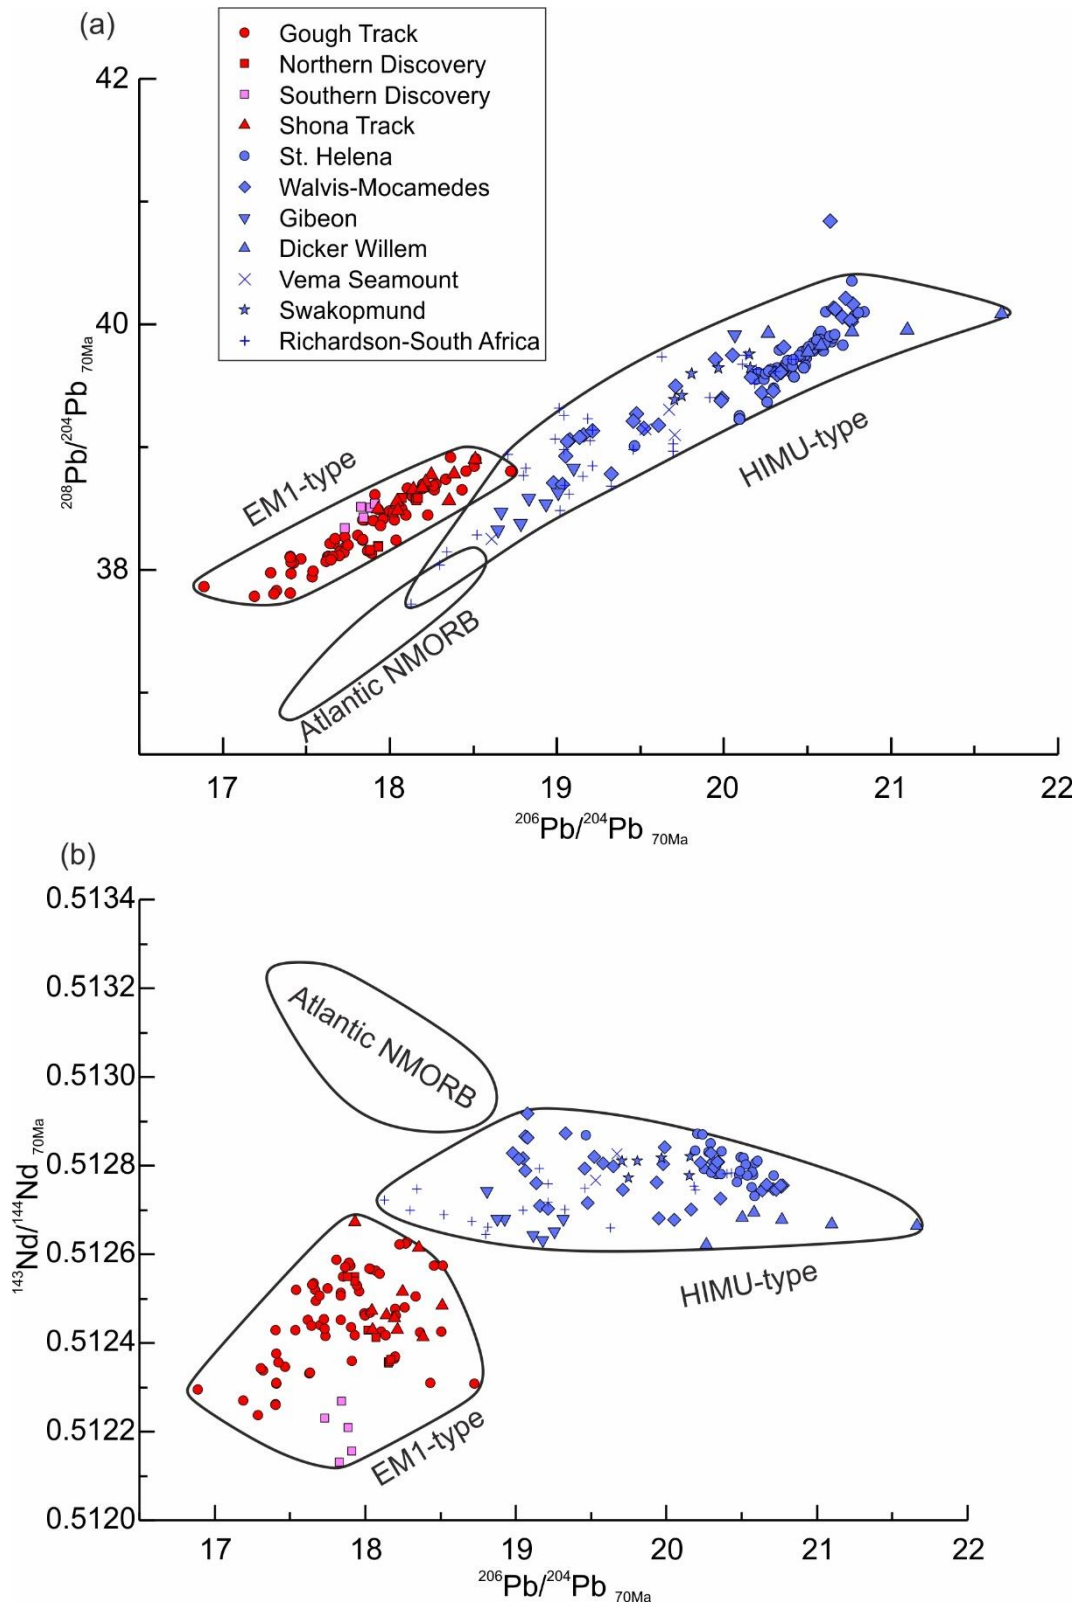 (a)
Gough Track
Northern Discovery
Southern Discovery
Shona Track
St. Helena
Walvis-Mocamedes
Gibeon
Dicker Willem
Vema Seamount
Swakopmund
Richardson-South Africa
42
40
38
208Pb/204Pb 70Ma
EM1-type
HIMU-type
Atlantic NMORB
17 18 19 20 21 22
206Pb/204Pb 70Ma
(b)
0.5134
0.5132
0.5130
0.5128
0.5126
0.5124
0.5122
0.5120
143Nd/144Nd 70Ma
Atlantic NMORB
HIMU-type
EM1-type
17 18 19 20 21 22
206Pb/204Pb 70Ma